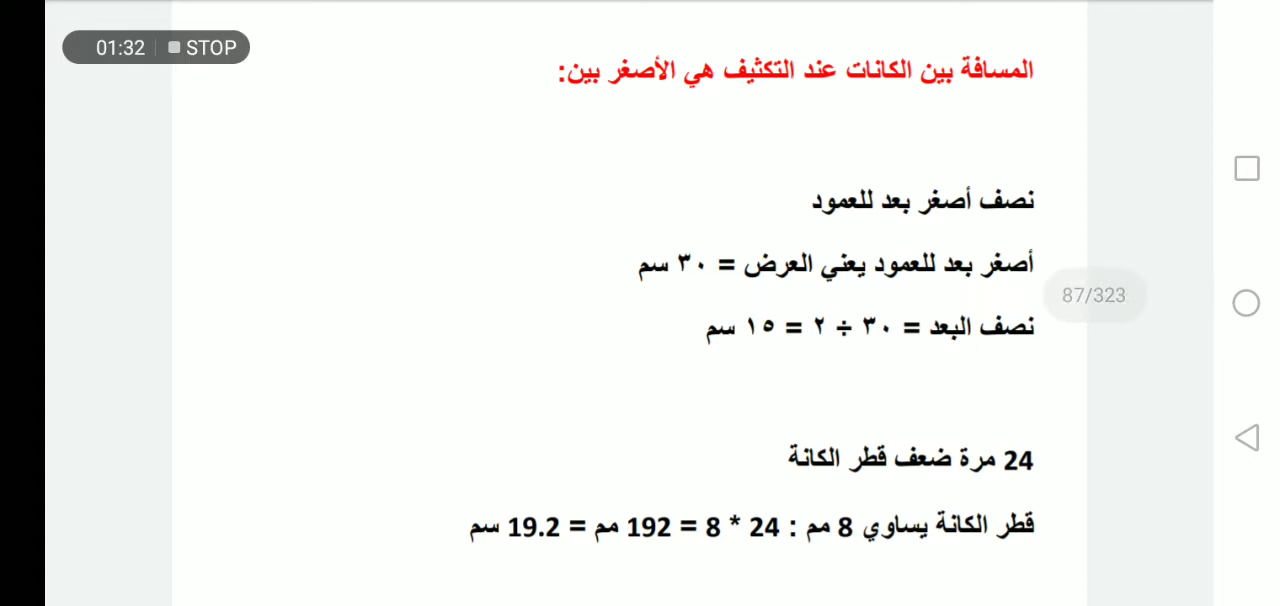 01:32 STOP
المسافة بين الكانات عند التكثيف هي الأصغر بين:
نصف أصغر بعد للعمود
أصغر بعد للعمود يعني العرض = ٣٠ سم
87/323
نصف البعد = ٣٠ ÷ ٢ = ١٥ سم
24 مرة ضعف قطر الكانة
قطر الكانة يساوي 8 مم : 24 * 8 = 192 مم = 19.2 سم